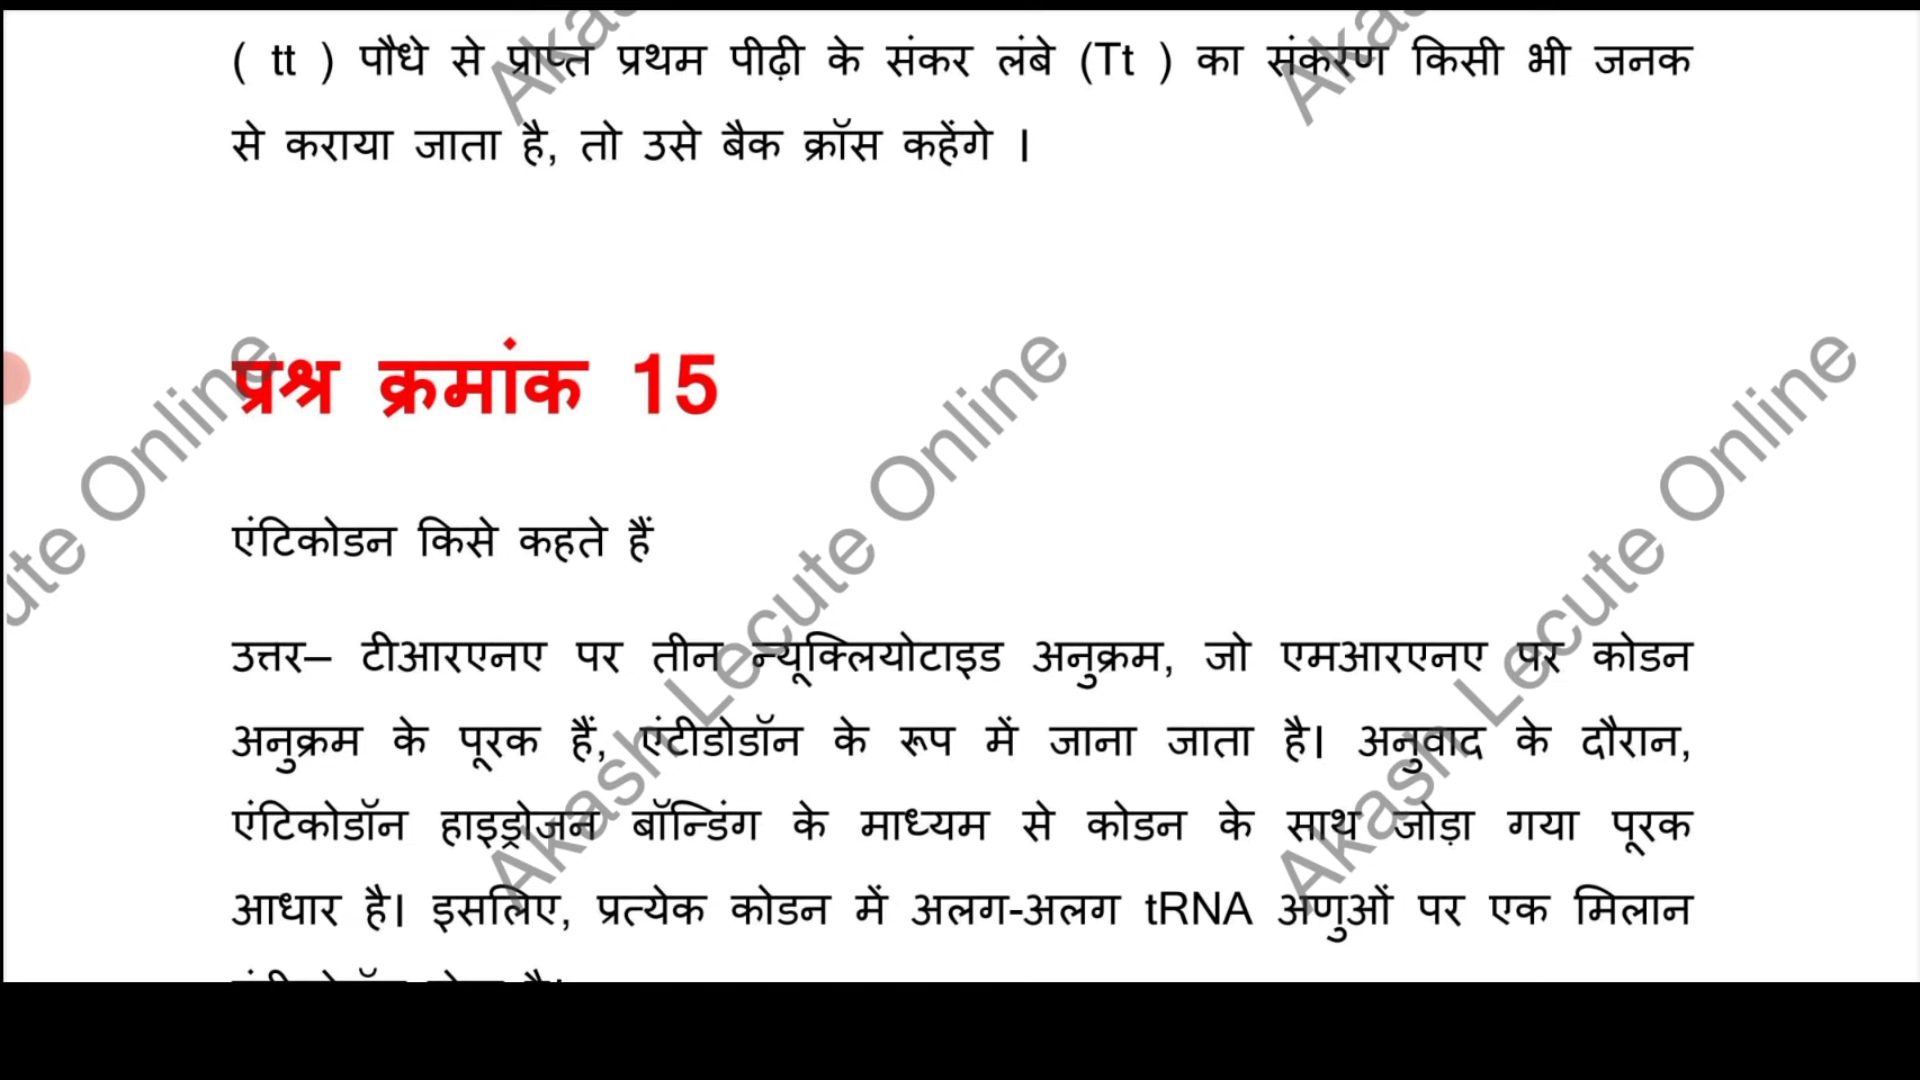 ( tt ) पौधे से प्राप्त प्रथम पीढ़ी के संकर लंबे (Tt ) का संकरण किसी भी जनक
से कराया जाता है, तो उसे बैक क्रॉस कहेंगे ।
प्रश्न क्रमांक 15
एंटिकोडन किसे कहते हैं
उत्तर– टीआरएनए पर तीन न्यूक्लियोटाइड अनुक्रम, जो एमआरएनए पर कोडन
अनुक्रम के पूरक हैं, एंटीडोडॉन के रूप में जाना जाता है। अनुवाद के दौरान,
एंटिकोडॉन हाइड्रोजन बॉन्डिंग के माध्यम से कोडन के साथ जोड़ा गया पूरक
आधार है। इसलिए, प्रत्येक कोडन में अलग-अलग tRNA अणुओं पर एक मिलान
Akash Lecute Online
Akash Lecute Online
ute Online